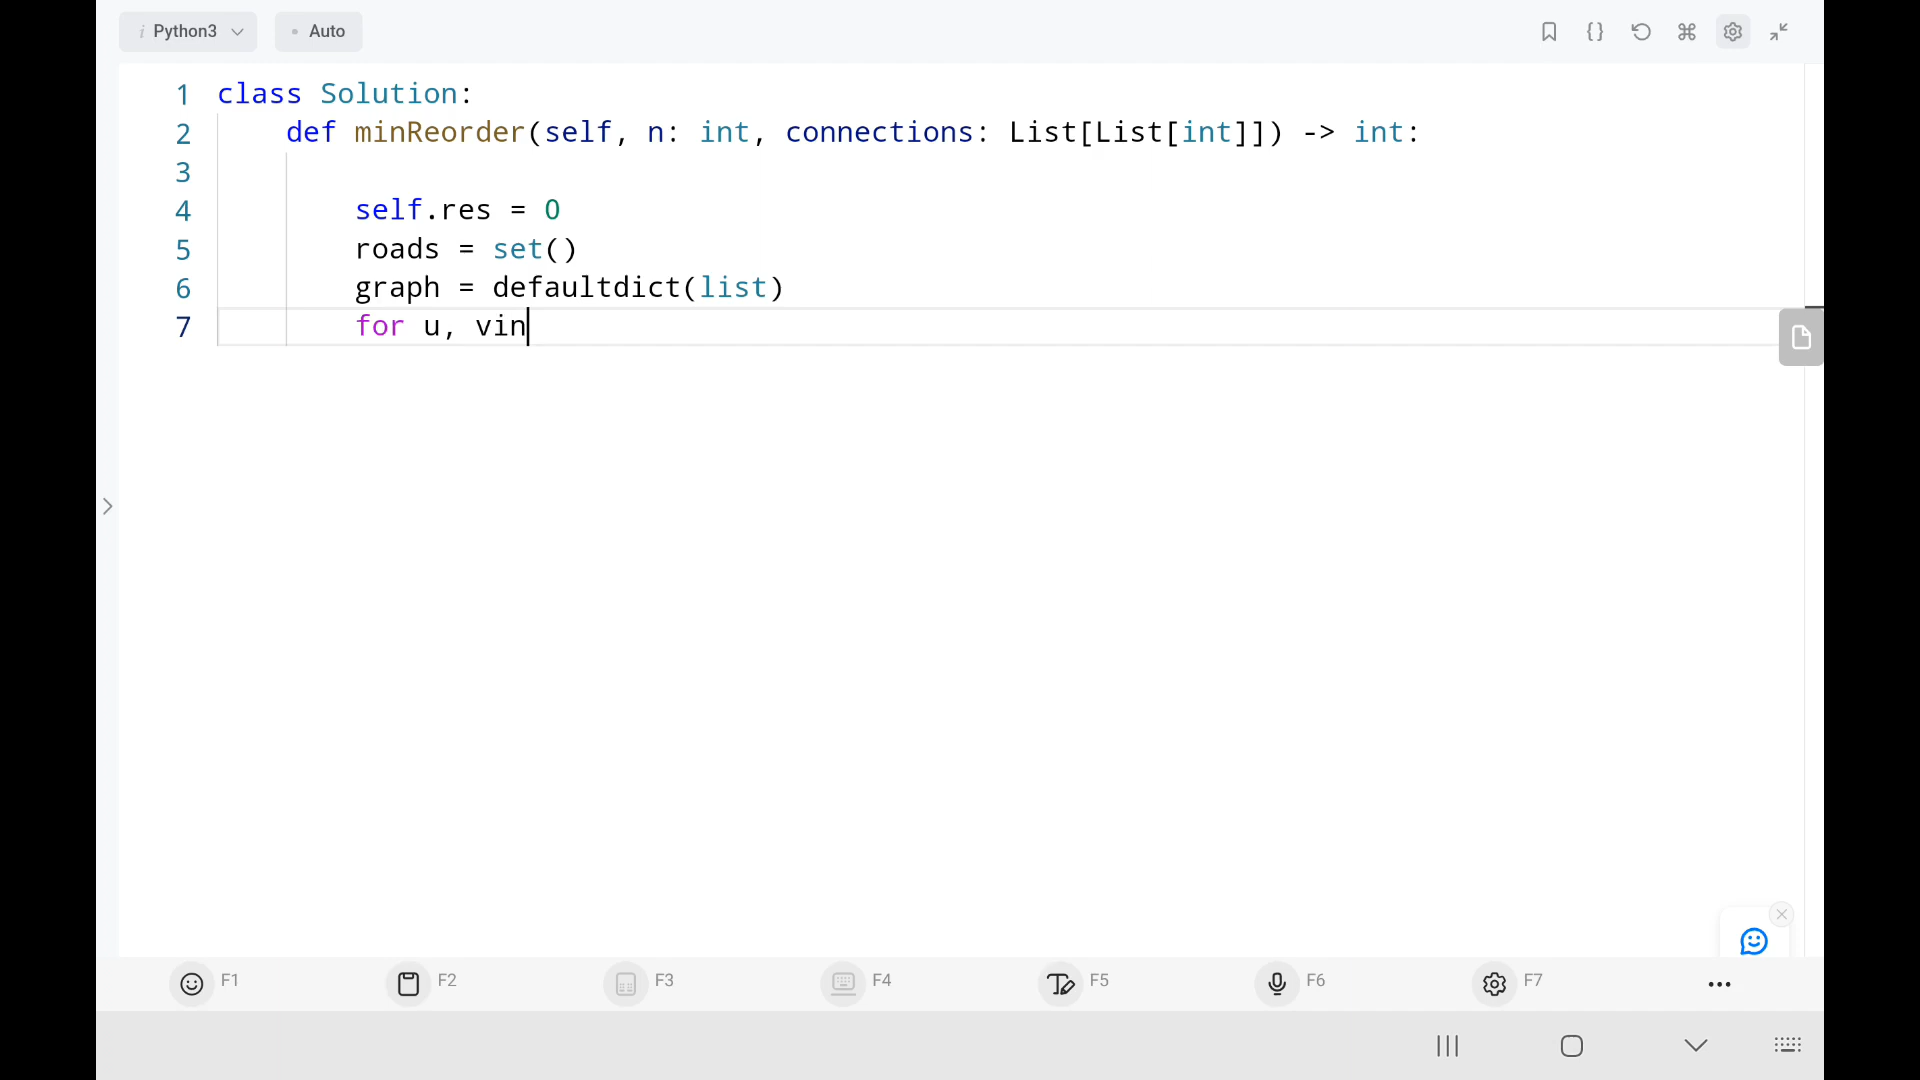 i Python3
Auto
1 class Solution:
2 def minReorder(self, n: int, connections: List[List[int]]) -> int:
3
4 self.res = 0
5 roads = set()
6 graph = defaultdict(list)
7 for u, vin
F1 F2 F3 F4 F5 F6 F7